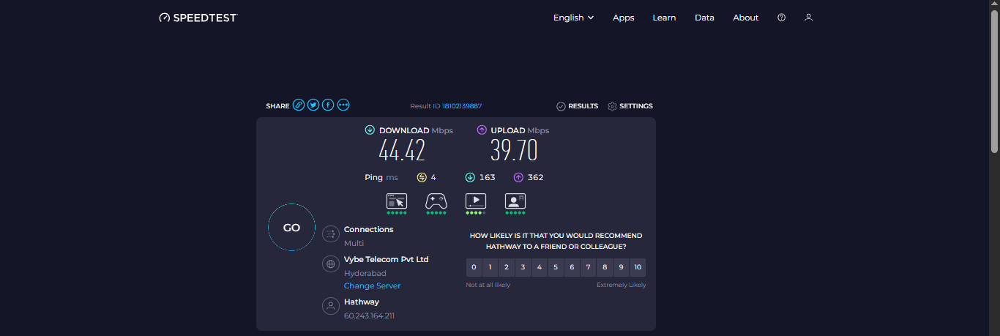 SPEEDTEST
English Apps Learn Data About
SHARE Result ID 18102139887 RESULTS SETTINGS
DOWNLOAD Mbps UPLOAD Mbps
44.42 39.70
Ping ms 4 163 362
GO
Connections
Multi
Vybe Telecom Pvt Ltd
Hyderabad
Change Server
Hathway
60.243.164.211
HOW LIKELY IS IT THAT YOU WOULD RECOMMEND
HATHWAY TO A FRIEND OR COLLEAGUE?
0 1 2 3 4 5 6 7 8 9 10
Not at all likely Extremely Likely